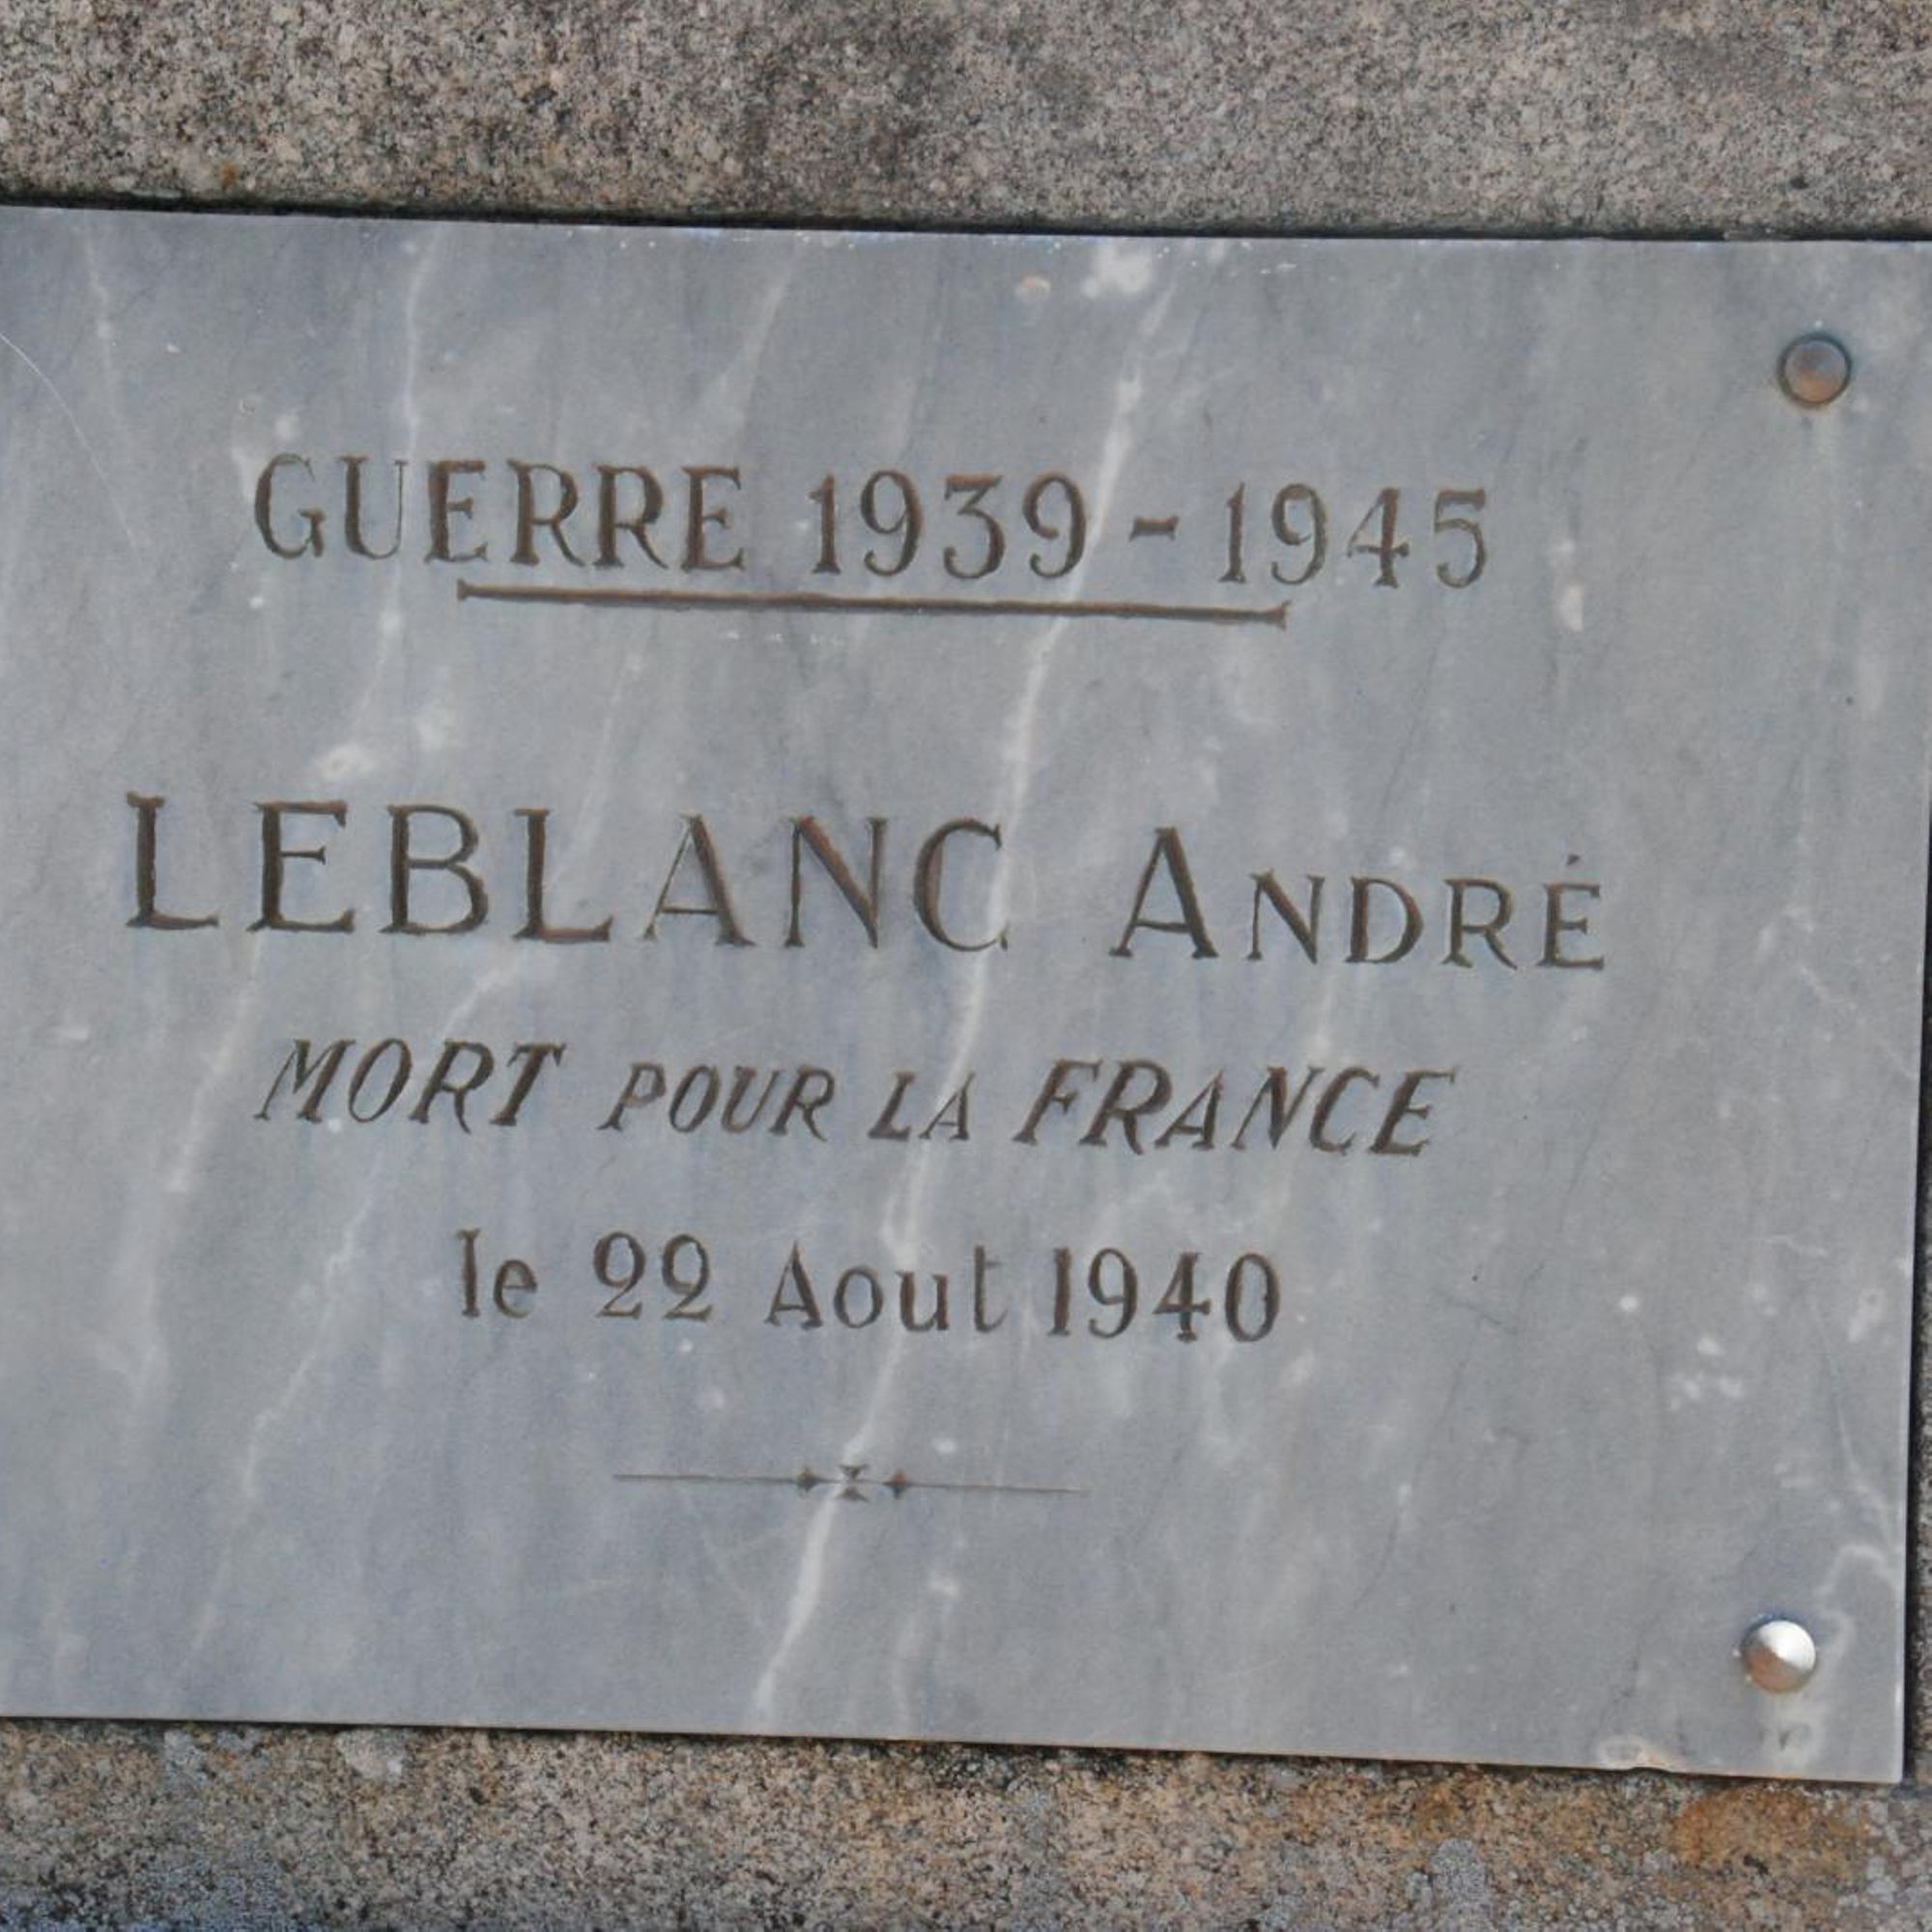 GUERRE 1939 - 1945
LEBLANC ANDRÉ
MORT POUR LA FRANCE
le 22 Aout 1940